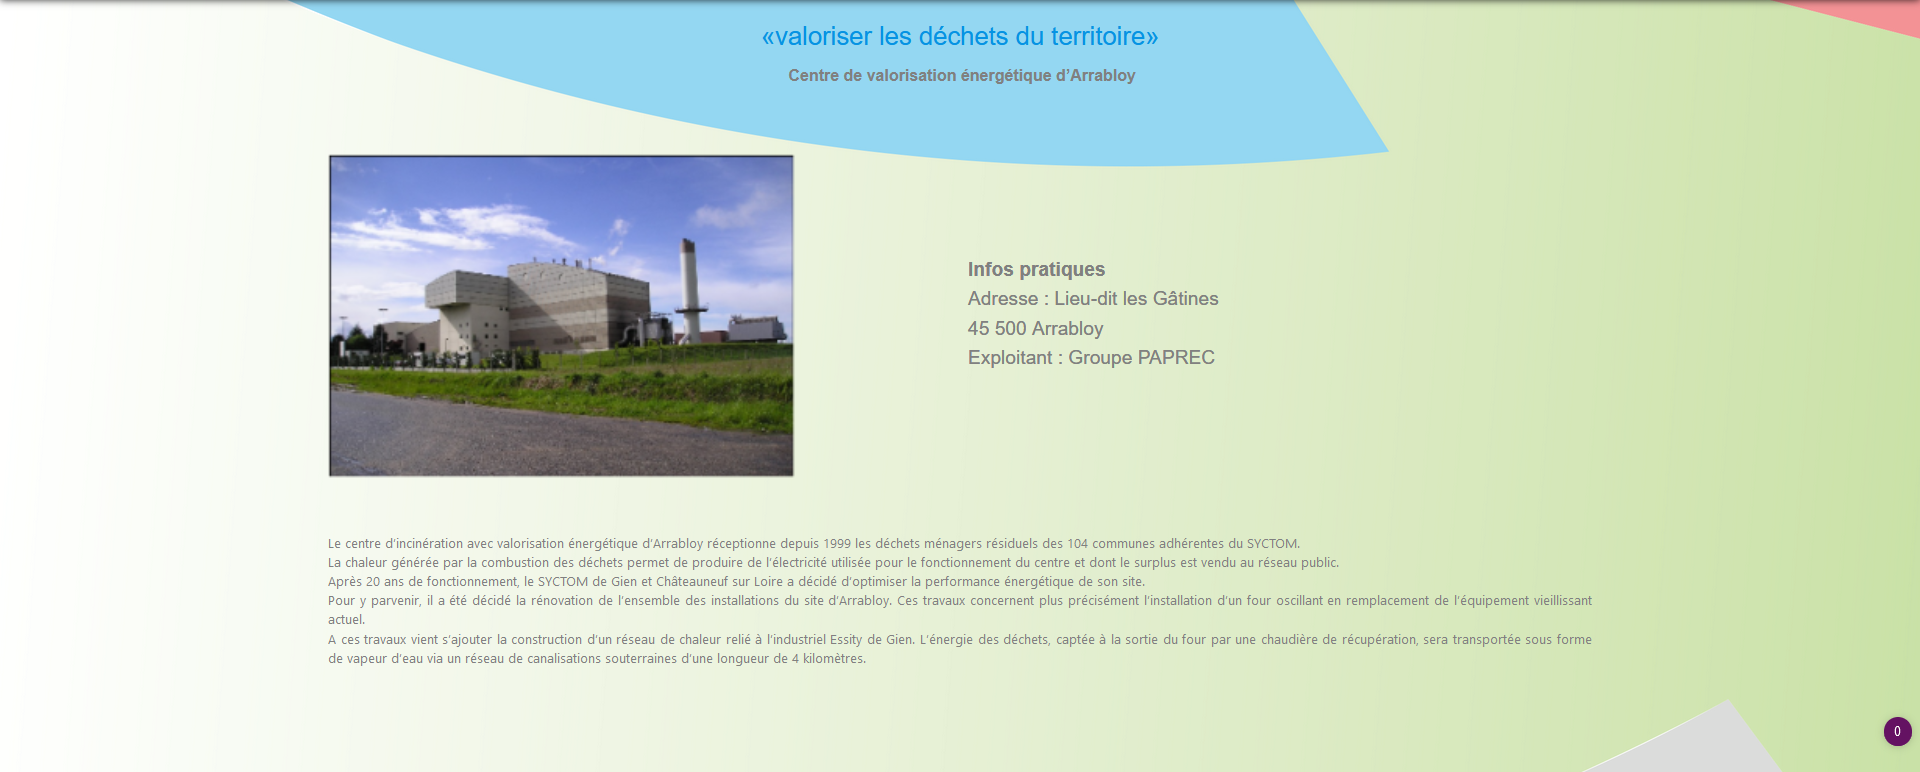 «valoriser les déchets du territoire»
Centre de valorisation énergétique d’Arrabloy
Infos pratiques
Adresse : Lieu-dit les Gâtines
45 500 Arrabloy
Exploitant : Groupe PAPREC
Le centre d’incinération avec valorisation énergétique d’Arrabloy réceptionne depuis 1999 les déchets ménagers résiduels des 104 communes adhérentes du SYCTOM.
La chaleur générée par la combustion des déchets permet de produire de l’électricité utilisée pour le fonctionnement du centre et dont le surplus est vendu au réseau public.
Après 20 ans de fonctionnement, le SYCTOM de Gien et Châteauneuf sur Loire a décidé d’optimiser la performance énergétique de son site.
Pour y parvenir, il a été décidé la rénovation de l’ensemble des installations du site d’Arrabloy. Ces travaux concernent plus précisément l’installation d’un four oscillant en remplacement de l’équipement vieillissant
actuel.
A ces travaux vient s’ajouter la construction d’un réseau de chaleur relié à l’industriel Essity de Gien. L’énergie des déchets, captée à la sortie du four par une chaudière de récupération, sera transportée sous forme
de vapeur d’eau via un réseau de canalisations souterraines d’une longueur de 4 kilomètres.
0